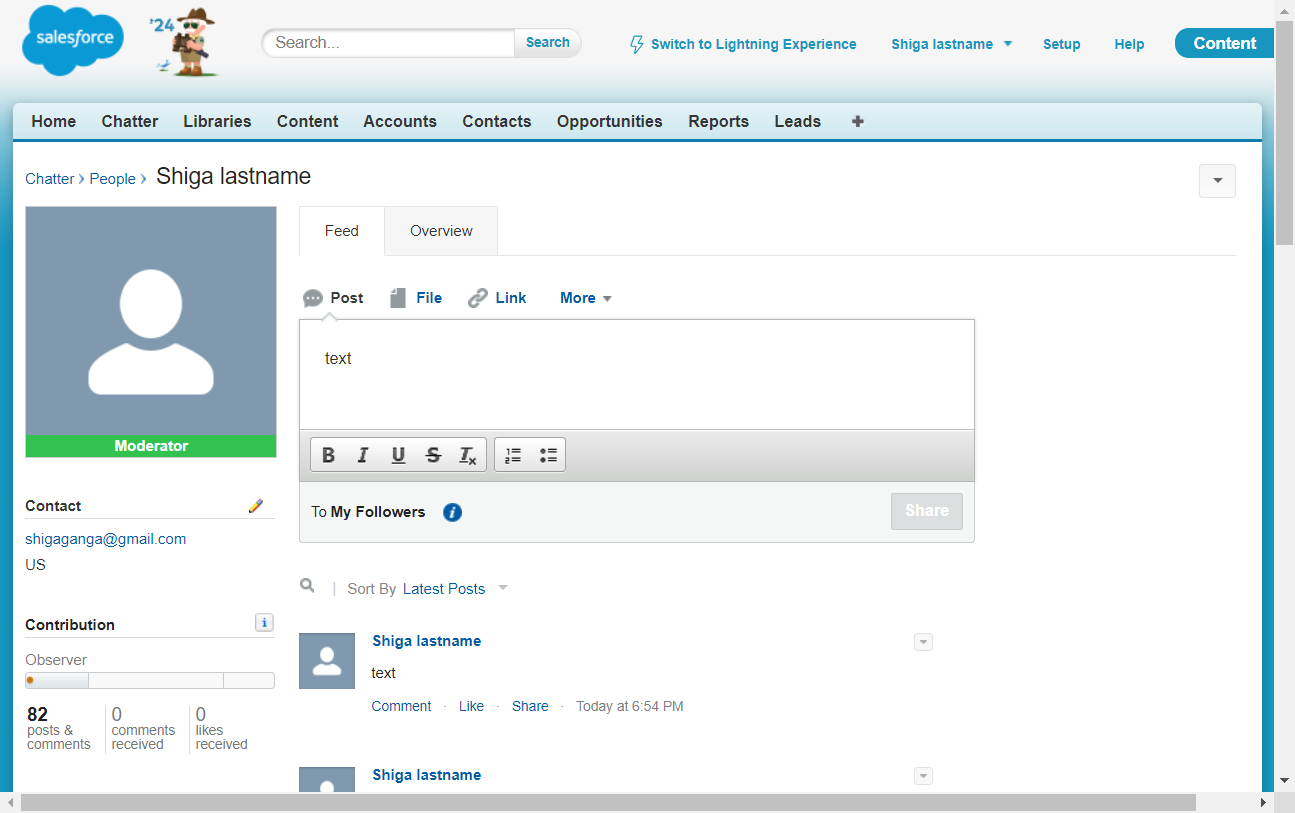 salesforce
'24
Search...
Search
Switch to Lightning Experience
Shiga lastname
Setup
Help
Content
Home
Chatter
Libraries
Content
Accounts
Contacts
Opportunities
Reports
Leads
Chatter › People › Shiga lastname
Moderator
Contact
shigaganga@gmail.com
US
Contribution
Observer
82
posts &
comments
0
comments
received
0
likes
received
Feed
Overview
Post
File
Link
More
text
B I U S Tx
To My Followers
Share
| Sort By Latest Posts
Shiga lastname
text
Comment · Like · Share · Today at 6:54 PM
Shiga lastname